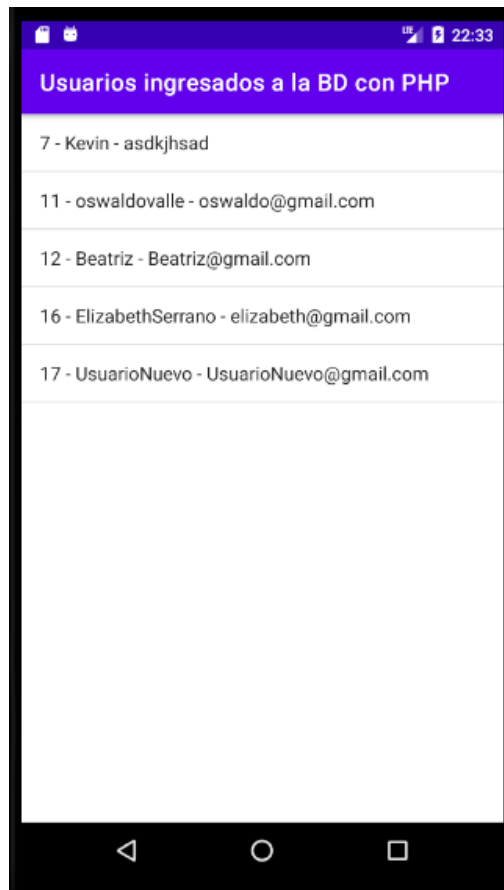 LTE 22:33
Usuarios ingresados a la BD con PHP
7 - Kevin - asdkjhsad
11 - oswaldovalle - oswaldo@gmail.com
12 - Beatriz - Beatriz@gmail.com
16 - ElizabethSerrano - elizabeth@gmail.com
17 - UsuarioNuevo - UsuarioNuevo@gmail.com